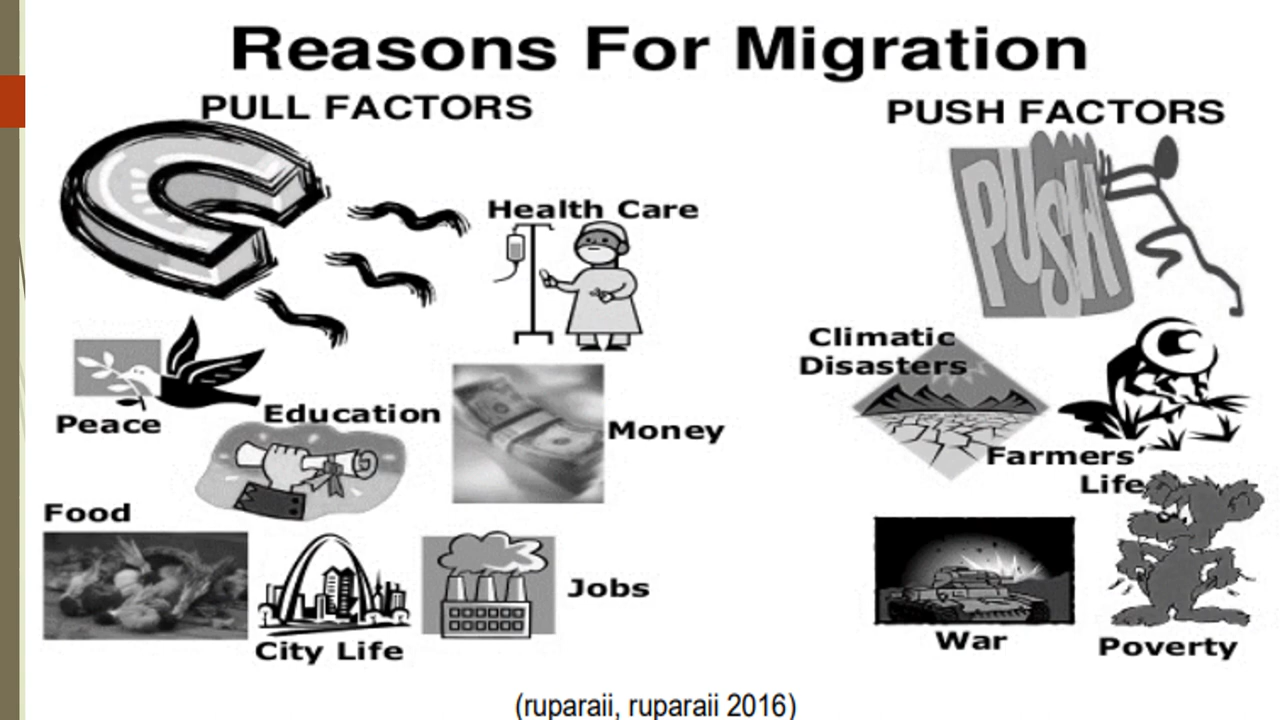 Reasons For Migration
PULL FACTORS
PUSH FACTORS
PUSH
Health Care
Climatic
Disasters
Peace
Education
Money
Farmers’
Life
Food
Jobs
City Life
War
Poverty
(ruparaii, ruparaii 2016)